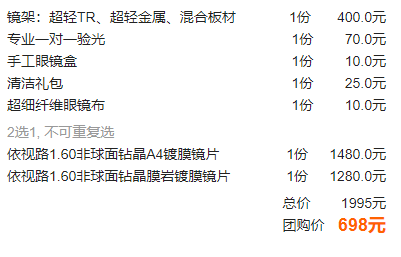 镜架：超轻TR、超轻金属、混合板材 1份 400.0元
专业一对一验光 1份 70.0元
手工眼镜盒 1份 10.0元
清洁礼包 1份 25.0元
超细纤维眼镜布 1份 10.0元
2选1, 不可重复选
依视路1.60非球面钻晶A4镀膜镜片 1份 1480.0元
依视路1.60非球面钻晶膜岩镀膜镜片 1份 1280.0元
总价 1995元
团购价 698元